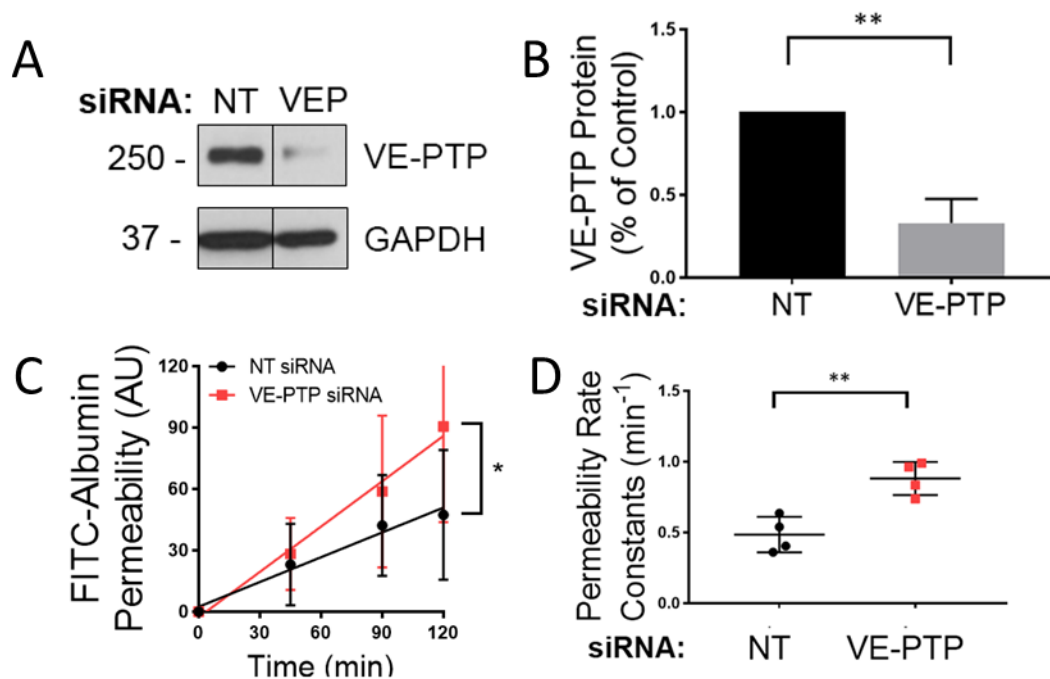 A
siRNA: NT VEP
250 - VE-PTP
37 - GAPDH
B
VE-PTP Protein
(% of Control)
1.5
**
1.0
0.5
0.0
siRNA: NT VE-PTP
C
FITC-Albumin
Permeability (AU)
NT siRNA
VE-PTP siRNA
120
90
60
30
0
*
0 30 60 90 120
Time (min)
D
Permeability Rate
Constants (min⁻¹)
1.5
**
1.0
0.5
0.0
siRNA: NT VE-PTP